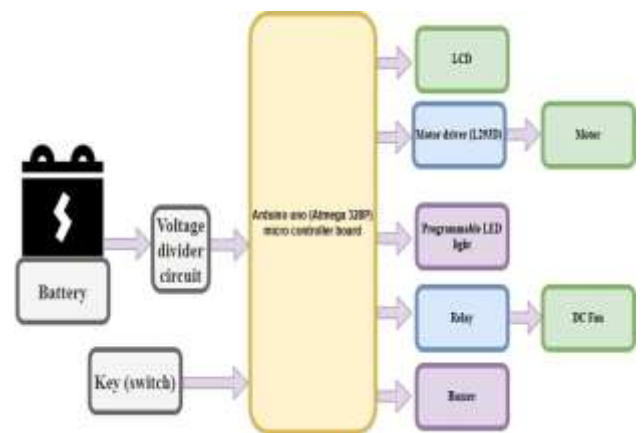 LCD
Motor driver (L293D)
Motor
Arduino uno (Atmega 328P)
micro controller board
Voltage
divider
circuit
Programmable LED
light
Battery
Relay
DC Fan
Key (switch)
Buzzer